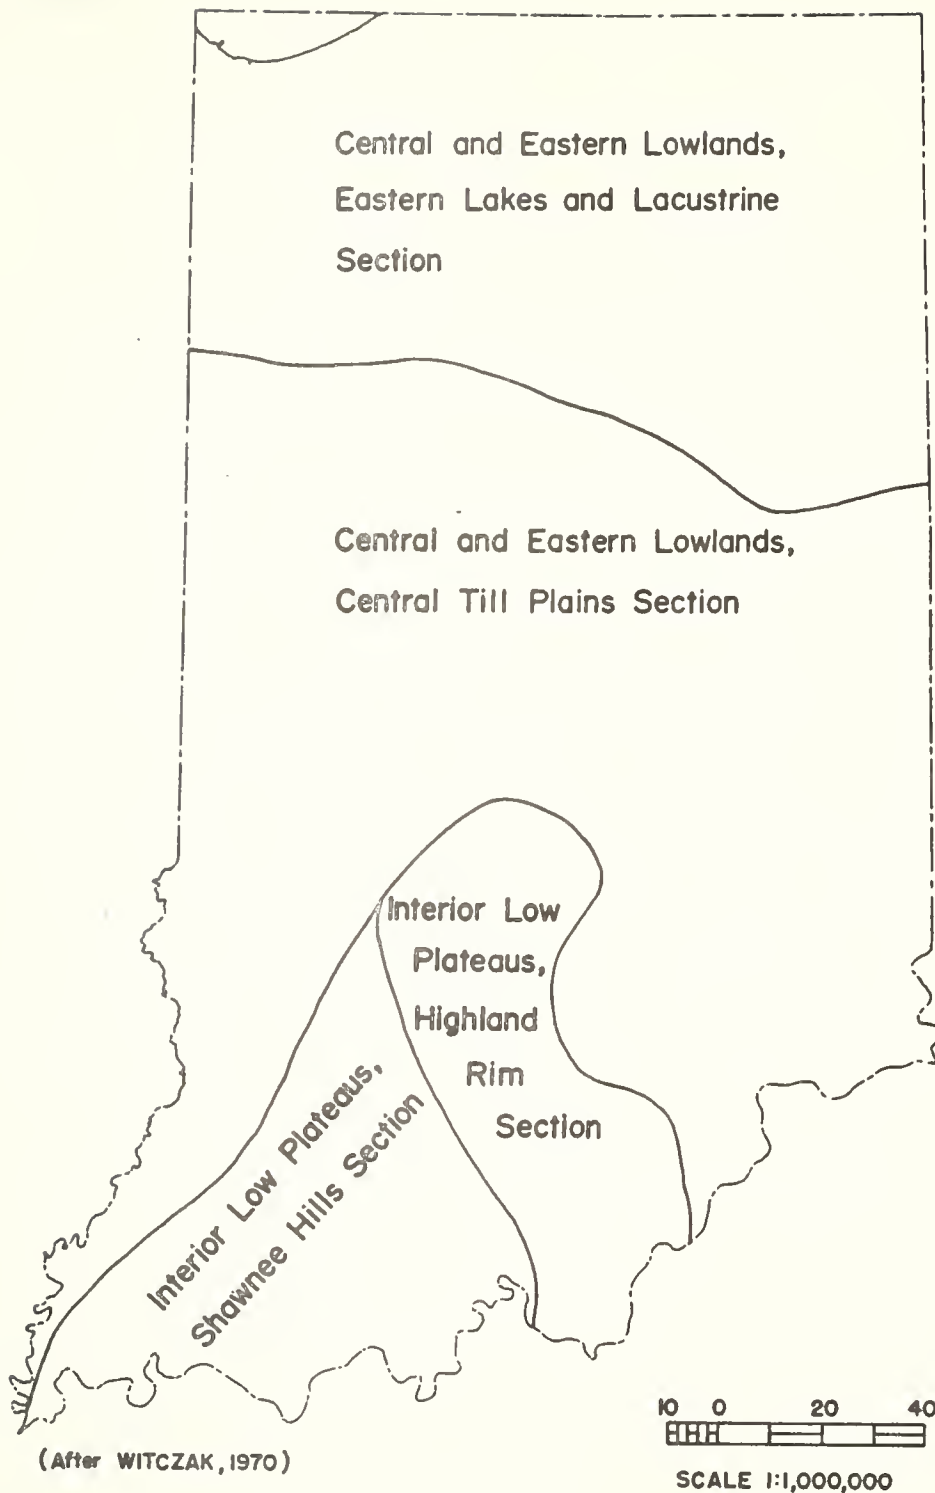 Central and Eastern Lowlands,
Eastern Lakes and Lacustrine
Section
Central and Eastern Lowlands,
Central Till Plains Section
Interior Low
Plateaus,
Highland
Rim
Section
Interior Low Plateaus,
Shawnee Hills Section
10 0 20 40
SCALE 1:1,000,000
(After WITCZAK, 1970)